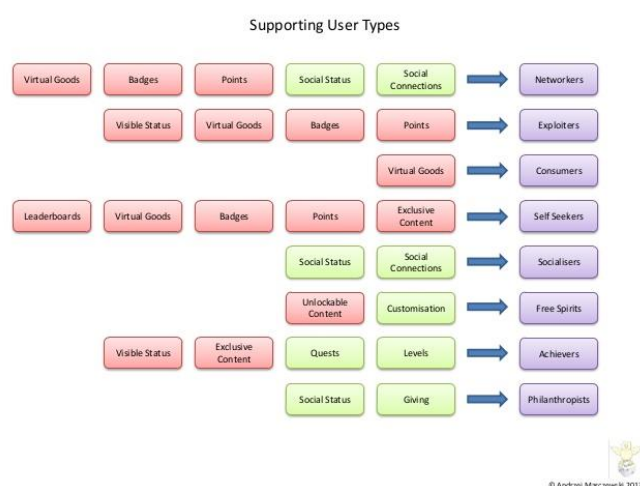 Supporting User Types
Virtual Goods Badges Points Social Status Social Connections Networkers
Visible Status Virtual Goods Badges Points Exploiters
Virtual Goods Consumers
Leaderboards Virtual Goods Badges Points Exclusive Content Self Seekers
Social Status Social Connections Socialisers
Unlockable Content Customisation Free Spirits
Visible Status Exclusive Content Quests Levels Achievers
Social Status Giving Philanthropists
© Andrzej Marczewski